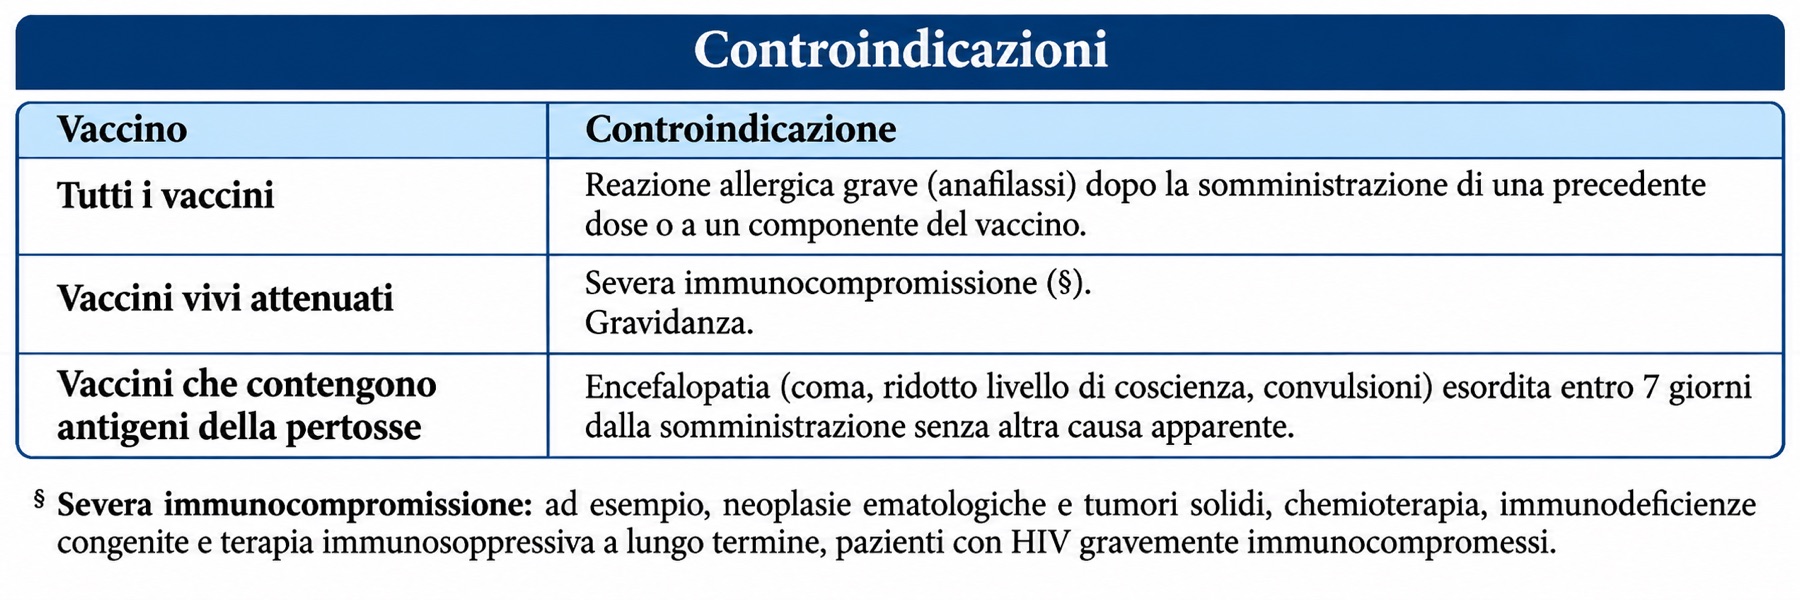 Controindicazioni
Vaccino
Controindicazione
Tutti i vaccini
Reazione allergica grave (anafilassi) dopo la somministrazione di una precedente
dose o a un componente del vaccino.
Vaccini vivi attenuati
Severa immunocompromissione (§).
Gravidanza.
Vaccini che contengono
antigeni della pertosse
Encefalopatia (coma, ridotto livello di coscienza, convulsioni) esordita entro 7 giorni
dalla somministrazione senza altra causa apparente.
§ Severa immunocompromissione: ad esempio, neoplasie ematologiche e tumori solidi, chemioterapia, immunodeficienze
congenite e terapia immunosoppressiva a lungo termine, pazienti con HIV gravemente immunocompromessi.